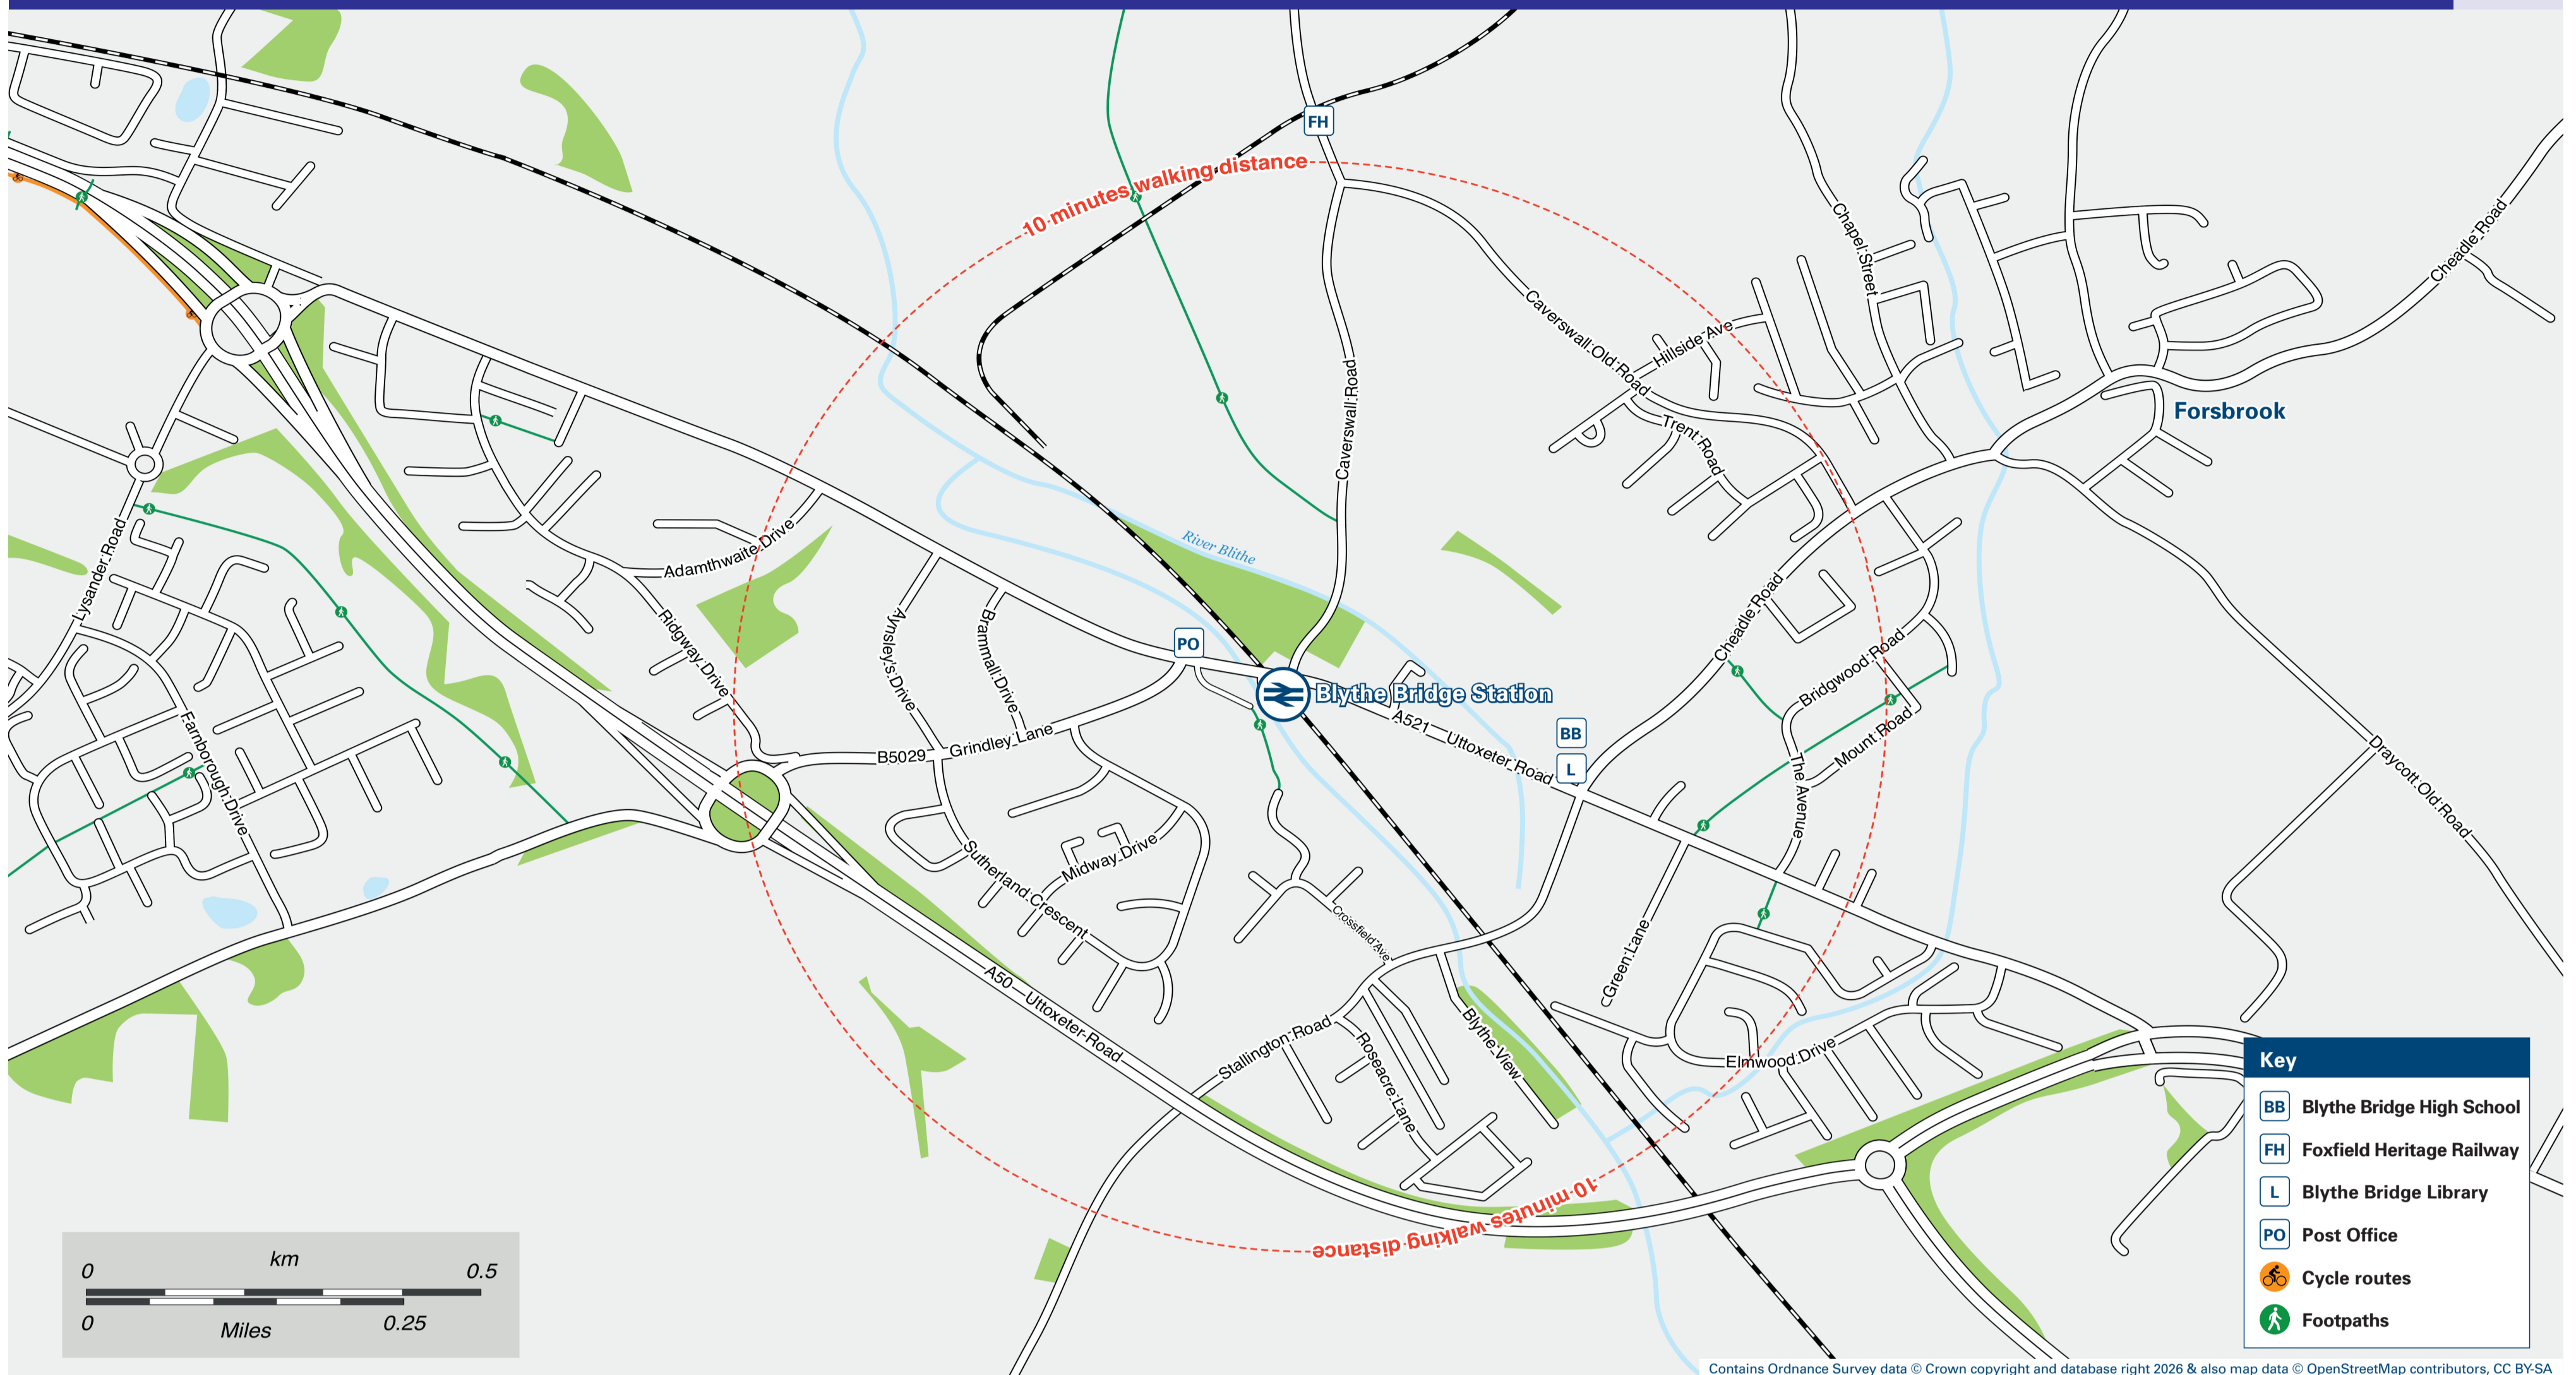 FH
10 minutes walking distance
Chapel Street
Cheadle Road
Caverswall Old Road
Hillside Ave
Forsbrook
Caverswall Road
Trent Road
River Blithe
Lysander Road
Adamthwaite Drive
Ridgway Drive
Aynsley's Drive
Brammall Drive
PO
Blythe Bridge Station
Cheadle Road
Bridgwood Road
A521 Uttoxeter Road
BB
L
Mount Road
The Avenue
Draycott Old Road
Farnborough Drive
B5029 Grindley Lane
Sutherland Crescent
Midway Drive
Crossfield Ave
Green Lane
A50 Uttoxeter Road
Stallington Road
Roseacre Lane
Blythe View
Elmwood Drive
10 minutes walking distance
km
0 0.5
0 0.25
Miles
Key
BB Blythe Bridge High School
FH Foxfield Heritage Railway
L Blythe Bridge Library
PO Post Office
Cycle routes
Footpaths
Contains Ordnance Survey data © Crown copyright and database right 2026 & also map data © OpenStreetMap contributors, CC BY-SA